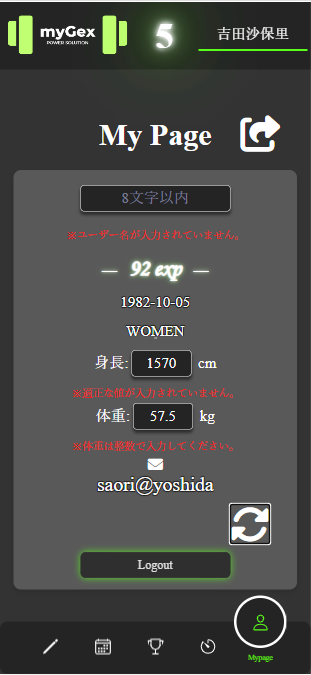 myGex
POWER SOLUTION
5
吉田沙保里
My Page
8文字以内
※ユーザー名が入力されていません。
— 92 exp —
1982-10-05
WOMEN
身長: 1570 cm
※適正な値が入力されていません。
体重: 57.5 kg
※体重は整数で入力してください。
saori@yoshida
Logout
Mypage